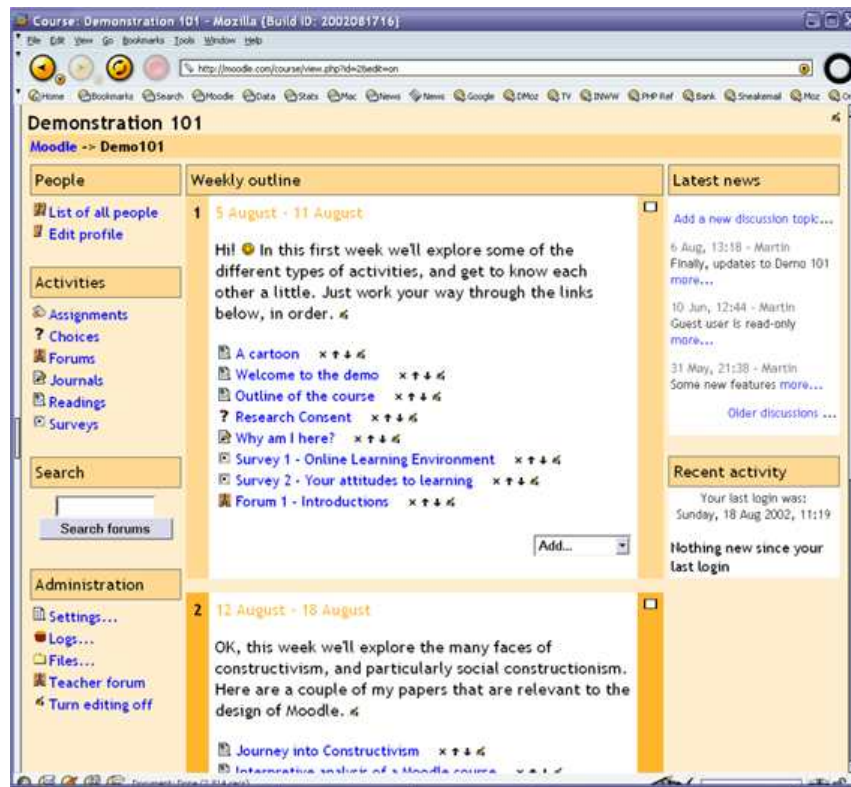 Course: Demonstration 101 - Mozilla {Build ID: 2002081716}
File Edit View Go Bookmarks Tools Window Help
http://moodle.com/course/view.php?id=2&edit=on
Home Bookmarks Search Moodle Data Stats Mac News News Google DMoz TV INWW PHP Ref Bank Sneakemail Moz
Demonstration 101
Moodle -> Demo101
People
List of all people
Edit profile
Activities
Assignments
? Choices
Forums
Journals
Readings
Surveys
Search
Search forums
Administration
Settings...
Logs...
Files...
Teacher forum
Turn editing off
Weekly outline
1 5 August - 11 August
Hi! In this first week we'll explore some of the
different types of activities, and get to know each
other a little. Just work your way through the links
below, in order.
A cartoon
Welcome to the demo
Outline of the course
? Research Consent
Why am I here?
Survey 1 - Online Learning Environment
Survey 2 - Your attitudes to learning
Forum 1 - Introductions
Add...
2 12 August - 18 August
OK, this week we'll explore the many faces of
constructivism, and particularly social constructionism.
Here are a couple of my papers that are relevant to the
design of Moodle.
Journey into Constructivism
Interpretive analysis of a Moodle course
Latest news
Add a new discussion topic...
6 Aug, 13:18 - Martin
Finally, updates to Demo 101
more...
10 Jun, 12:44 - Martin
Guest user is read-only
more...
31 May, 21:38 - Martin
Some new features more...
Older discussions ...
Recent activity
Your last login was:
Sunday, 18 Aug 2002, 11:19
Nothing new since your
last login
Document: Done